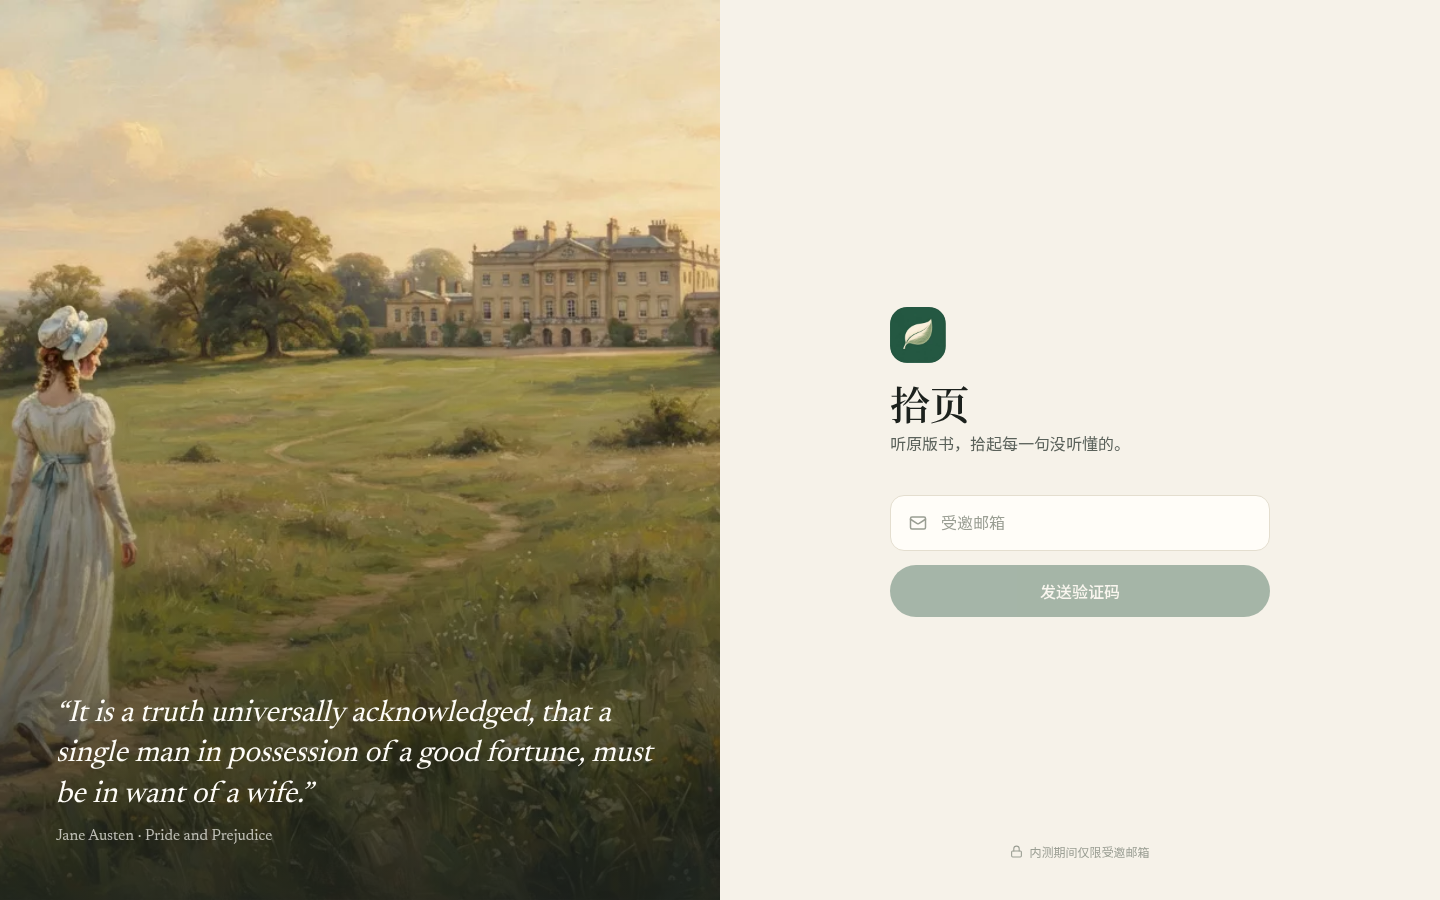 “It is a truth universally acknowledged, that a
single man in possession of a good fortune, must
be in want of a wife.”
Jane Austen · Pride and Prejudice
拾页
听原版书，拾起每一句没听懂的。
受邀邮箱
发送验证码
内测期间仅限受邀邮箱